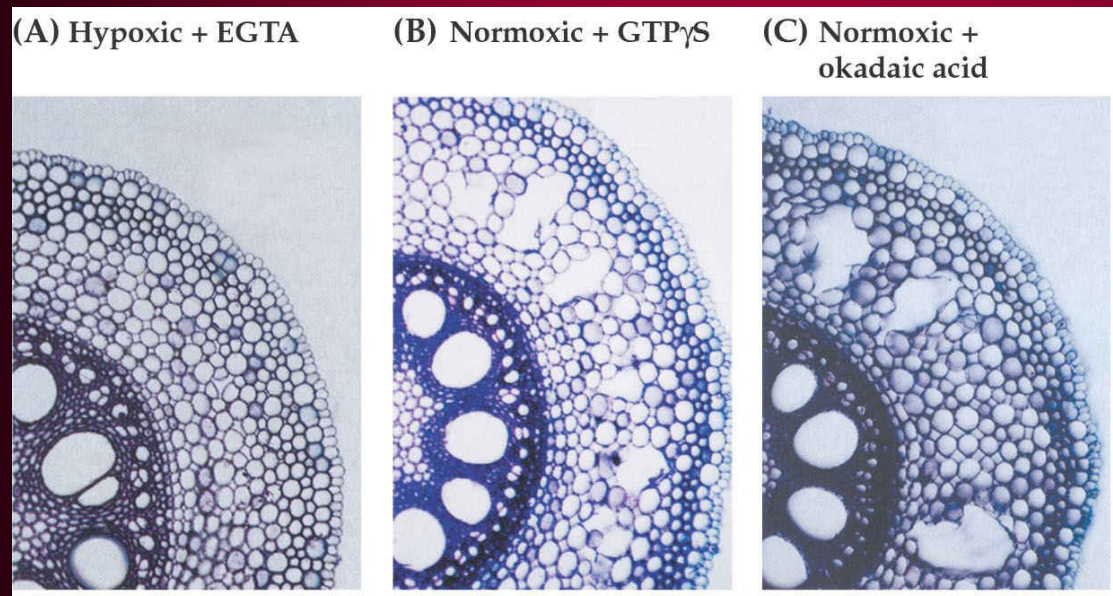 (A) Hypoxic + EGTA
(B) Normoxic + GTPγS
(C) Normoxic +
okadaic acid